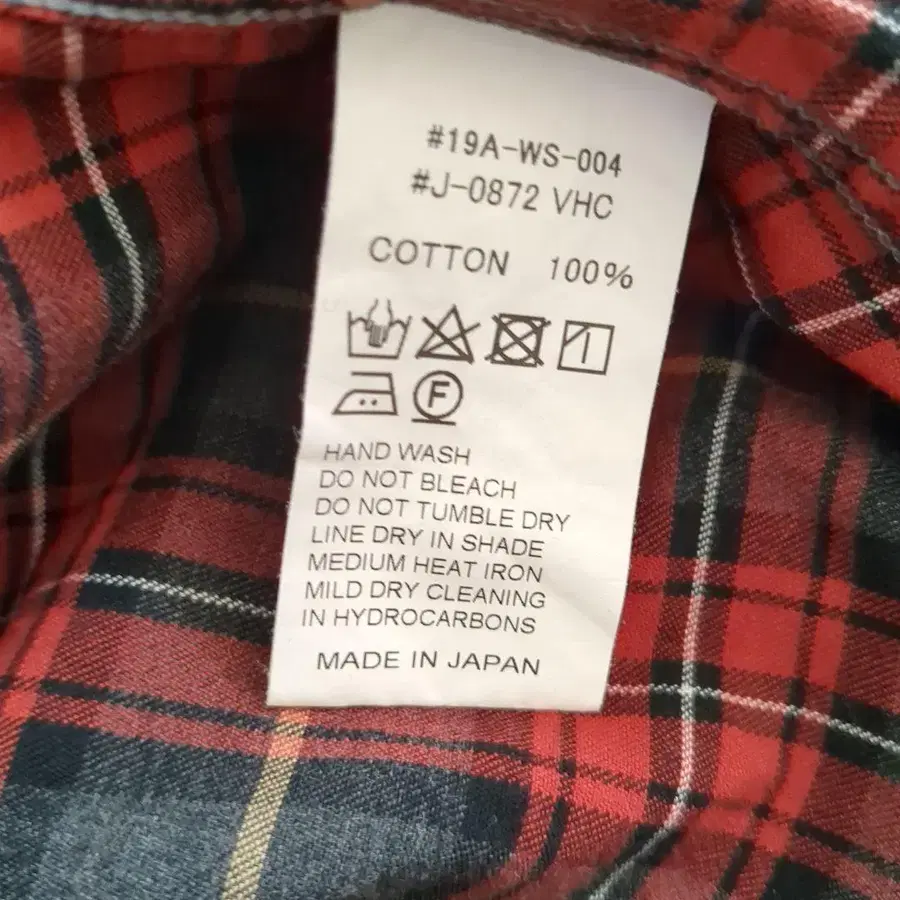 #19A-WS-004
#J-0872 VHC
COTTON 100%
F
HAND WASH
DO NOT BLEACH
DO NOT TUMBLE DRY
LINE DRY IN SHADE
MEDIUM HEAT IRON
MILD DRY CLEANING
IN HYDROCARBONS
MADE IN JAPAN